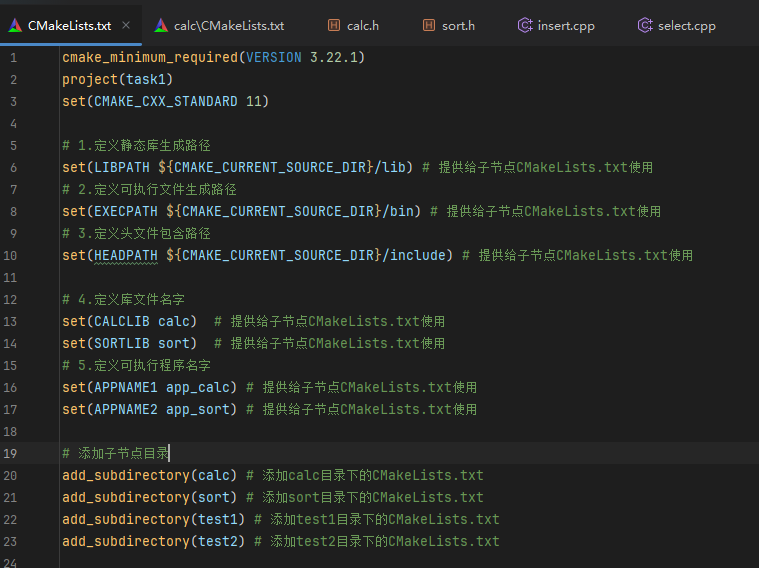 CMakeLists.txt × calc\CMakeLists.txt calc.h sort.h insert.cpp select.cpp
1 cmake_minimum_required(VERSION 3.22.1)
2 project(task1)
3 set(CMAKE_CXX_STANDARD 11)
4
5 # 1.定义静态库生成路径
6 set(LIBPATH ${CMAKE_CURRENT_SOURCE_DIR}/lib) # 提供给子节点CMakeLists.txt使用
7 # 2.定义可执行文件生成路径
8 set(EXECPATH ${CMAKE_CURRENT_SOURCE_DIR}/bin) # 提供给子节点CMakeLists.txt使用
9 # 3.定义头文件包含路径
10 set(HEADPATH ${CMAKE_CURRENT_SOURCE_DIR}/include) # 提供给子节点CMakeLists.txt使用
11
12 # 4.定义库文件名字
13 set(CALCLIB calc)  # 提供给子节点CMakeLists.txt使用
14 set(SORTLIB sort)  # 提供给子节点CMakeLists.txt使用
15 # 5.定义可执行程序名字
16 set(APPNAME1 app_calc) # 提供给子节点CMakeLists.txt使用
17 set(APPNAME2 app_sort) # 提供给子节点CMakeLists.txt使用
18
19 # 添加子节点目录
20 add_subdirectory(calc) # 添加calc目录下的CMakeLists.txt
21 add_subdirectory(sort) # 添加sort目录下的CMakeLists.txt
22 add_subdirectory(test1) # 添加test1目录下的CMakeLists.txt
23 add_subdirectory(test2) # 添加test2目录下的CMakeLists.txt
24